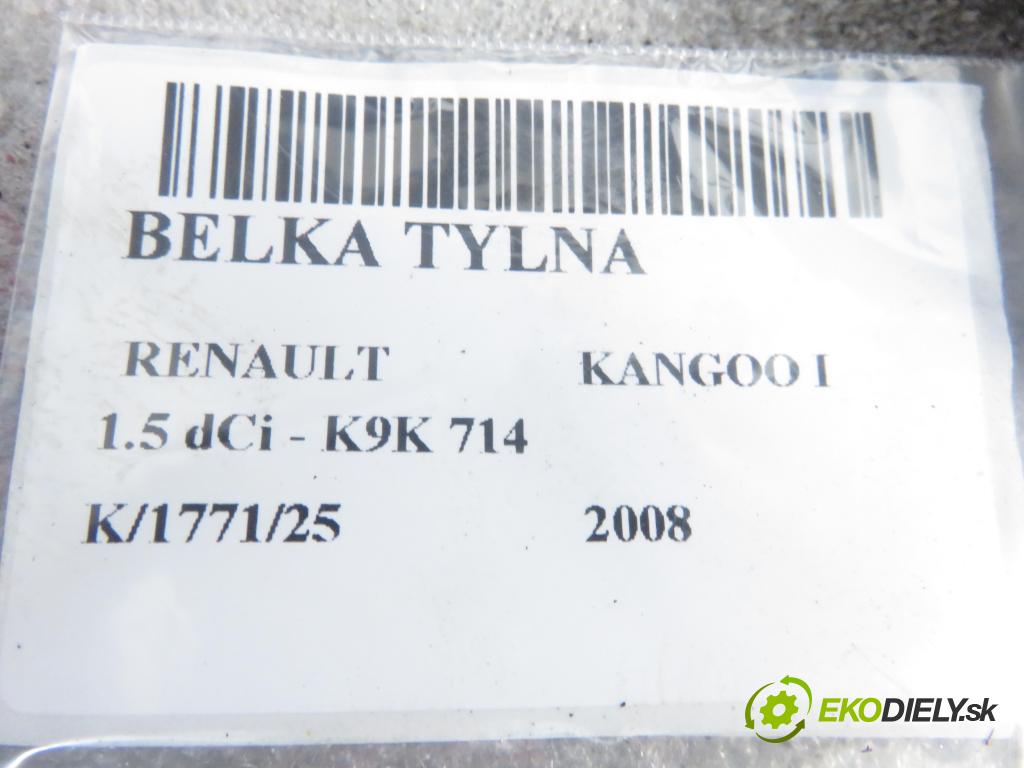 BELKA TYLNA
RENAULT KANGOO I
1.5 dCi - K9K 714
K/1771/25 2008
EKODIELY.sk